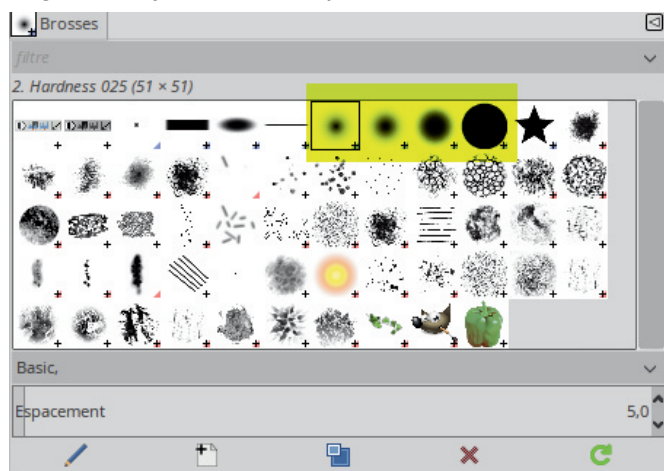 Brosses
filtre
2. Hardness 025 (51 × 51)
Basic,
Espacement 5,0